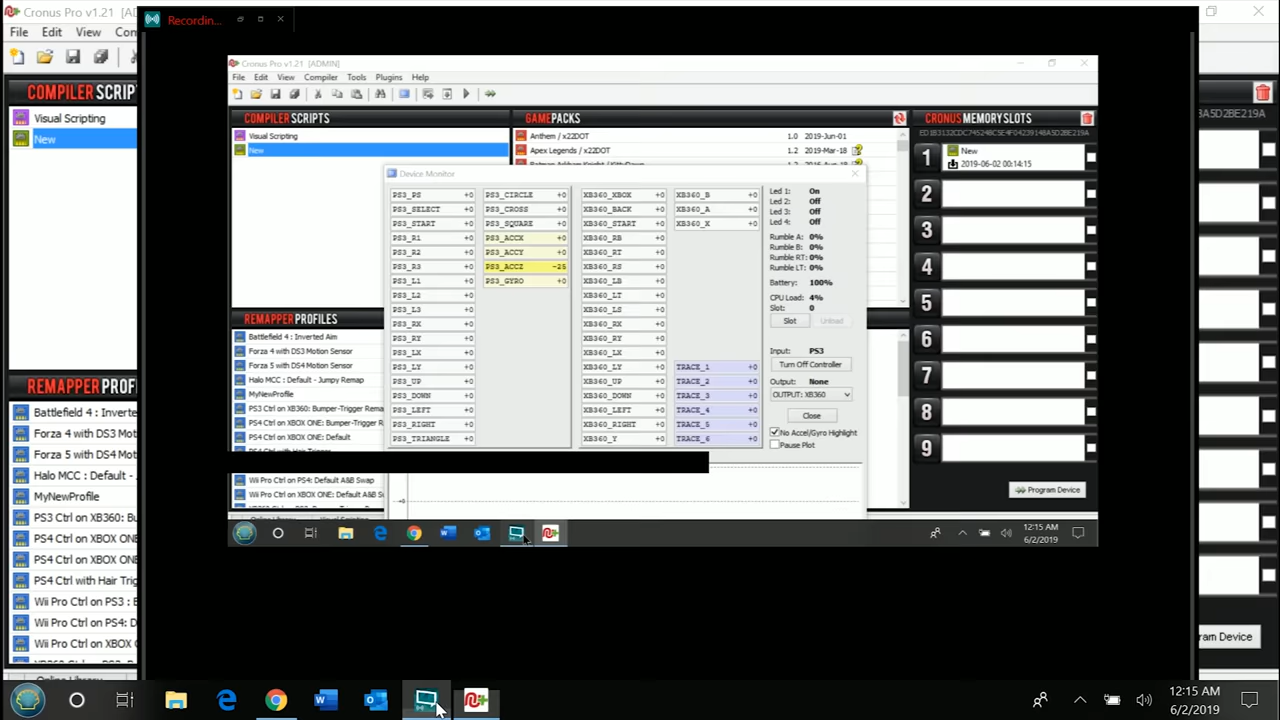 Cronus Pro v1.21 [AD
Recordin...
File Edit View Con
COMPILER SCRIP
Visual Scripting
New
REMAPPER PROFI
Battlefield 4 : Inverte
Forza 4 with DS3 Mot
Forza 5 with DS4 Mot
Halo MCC : Default -
MyNewProfile
PS3 Ctrl on XB360: Bu
PS4 Ctrl on XBOX ONE
PS4 Ctrl on XBOX ONE
PS4 Ctrl with Hair Trig
Wii Pro Ctrl on PS3 : B
Wii Pro Ctrl on PS4: D
Wii Pro Ctrl on XBOX
Cronus Pro v1.21 [ADMIN]
File Edit View Compiler Tools Plugins Help
COMPILER SCRIPTS
Visual Scripting
New
GAMEPACKS
Anthem / x22DOT 1.0 2019-Jun-01
Apex Legends / x22DOT 1.2 2019-Mar-18
CRONUS MEMORY SLOTS
1 New
2019-06-02 00:14:15
2
3
4
5
6
7
8
9
Program Device
Device Monitor
PS3_PS +0 PS3_CIRCLE +0 XB360_XBOX +0 XB360_B +0
PS3_SELECT +0 PS3_CROSS +0 XB360_BACK +0 XB360_A +0
PS3_START +0 PS3_SQUARE +0 XB360_START +0 XB360_X +0
PS3_R1 +0 PS3_ACCX +0 XB360_RB +0
PS3_R2 +0 PS3_ACCY +0 XB360_RT +0
PS3_R3 +0 PS3_ACCZ -25 XB360_RS +0
PS3_L1 +0 PS3_GYRO +0 XB360_LB +0
PS3_L2 +0 XB360_LT +0
PS3_L3 +0 XB360_LS +0
PS3_RX +0 XB360_RX +0
PS3_RY +0 XB360_RY +0
PS3_LX +0 XB360_LX +0
PS3_LY +0 XB360_LY +0 TRACE_1 +0
PS3_UP +0 XB360_UP +0 TRACE_2 +0
PS3_DOWN +0 XB360_DOWN +0 TRACE_3 +0
PS3_LEFT +0 XB360_LEFT +0 TRACE_4 +0
PS3_RIGHT +0 XB360_RIGHT +0 TRACE_5 +0
PS3_TRIANGLE +0 XB360_Y +0 TRACE_6 +0
Led 1: On
Led 2: Off
Led 3: Off
Led 4: Off
Rumble A: 0%
Rumble B: 0%
Rumble RT: 0%
Rumble LT: 0%
Battery: 100%
CPU Load: 4%
Slot: 0
Slot Unload
Input: PS3
Turn Off Controller
Output: None
OUTPUT: XB360
Close
No Accel/Gyro Highlight
Pause Plot
REMAPPER PROFILES
Battlefield 4 : Inverted Aim
Forza 4 with DS3 Motion Sensor
Forza 5 with DS4 Motion Sensor
Halo MCC : Default - Jumpy Remap
MyNewProfile
PS3 Ctrl on XB360: Bumper-Trigger Rema
PS4 Ctrl on XBOX ONE: Bumper-Trigger R
PS4 Ctrl on XBOX ONE: Default
Wii Pro Ctrl on PS4: Default A&B Swap
Wii Pro Ctrl on XBOX ONE: Default A&B S
12:15 AM
6/2/2019
A5D2BE219A
ram Device
12:15 AM
6/2/2019